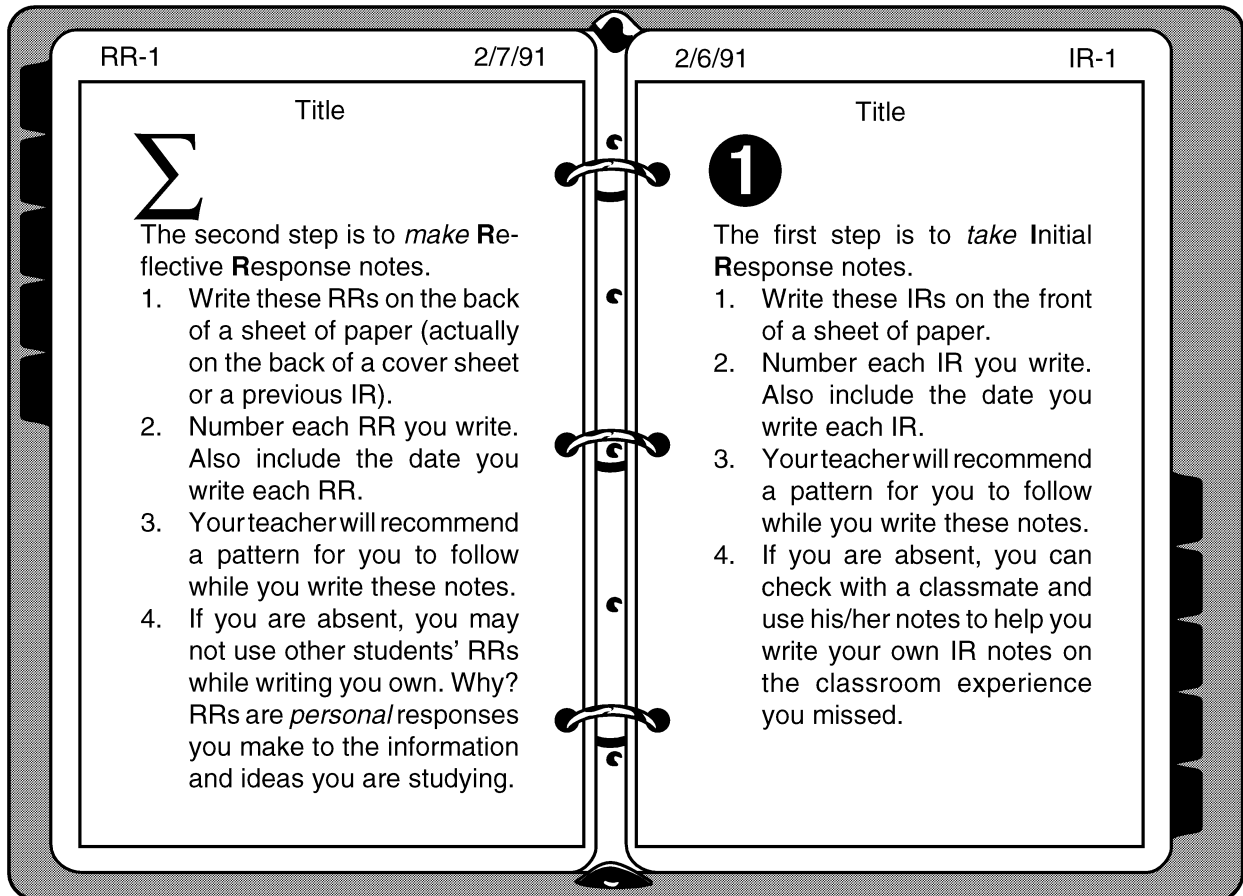 RR-1 2/7/91
Title
Σ
The second step is to make Re-
flective Response notes.
1. Write these RRs on the back
of a sheet of paper (actually
on the back of a cover sheet
or a previous IR).
2. Number each RR you write.
Also include the date you
write each RR.
3. Your teacher will recommend
a pattern for you to follow
while you write these notes.
4. If you are absent, you may
not use other students’ RRs
while writing you own. Why?
RRs are personal responses
you make to the information
and ideas you are studying.
2/6/91 IR-1
Title
1
The first step is to take Initial
Response notes.
1. Write these IRs on the front
of a sheet of paper.
2. Number each IR you write.
Also include the date you
write each IR.
3. Your teacher will recommend
a pattern for you to follow
while you write these notes.
4. If you are absent, you can
check with a classmate and
use his/her notes to help you
write your own IR notes on
the classroom experience
you missed.